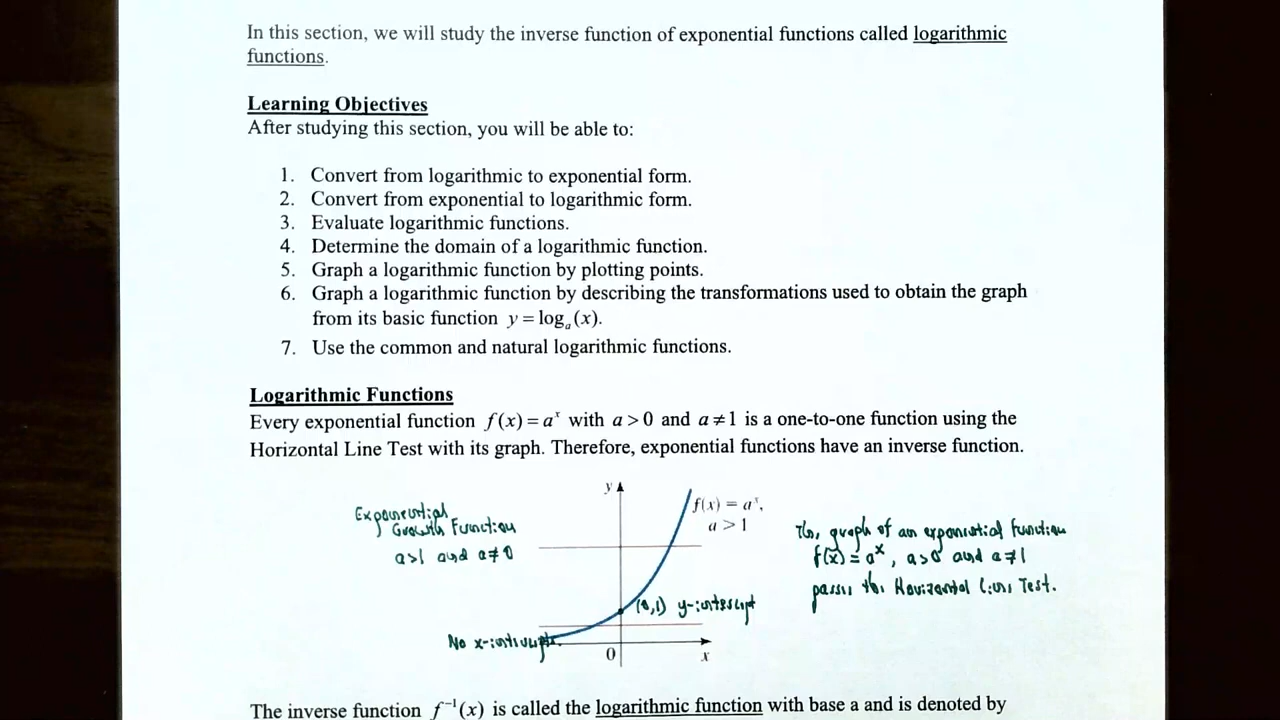 In this section, we will study the inverse function of exponential functions called logarithmic
functions.
Learning Objectives
After studying this section, you will be able to:
1. Convert from logarithmic to exponential form.
2. Convert from exponential to logarithmic form.
3. Evaluate logarithmic functions.
4. Determine the domain of a logarithmic function.
5. Graph a logarithmic function by plotting points.
6. Graph a logarithmic function by describing the transformations used to obtain the graph
from its basic function y = logₐ(x).
7. Use the common and natural logarithmic functions.
Logarithmic Functions
Every exponential function f(x) = aˣ with a > 0 and a ≠ 1 is a one-to-one function using the
Horizontal Line Test with its graph. Therefore, exponential functions have an inverse function.
Exponential
Growth Function
a>1 and a≠0
y
f(x) = aˣ,
a > 1
The graph of an exponential function
f(x) = aˣ, a>0 and a≠1
passes the Horizontal Line Test.
(0,1) y-intercept
No x-intercept
0
x
The inverse function f⁻¹(x) is called the logarithmic function with base a and is denoted by